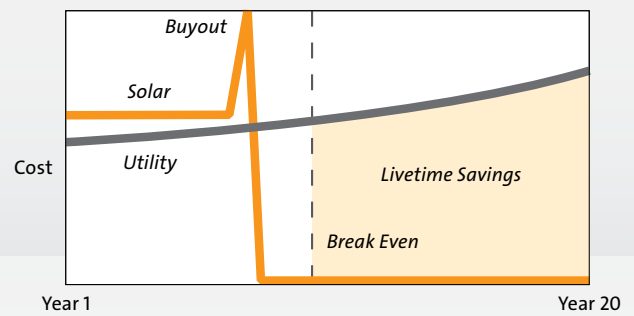 Buyout
Solar
Utility
Cost
Livetime Savings
Break Even
Year 1
Year 20